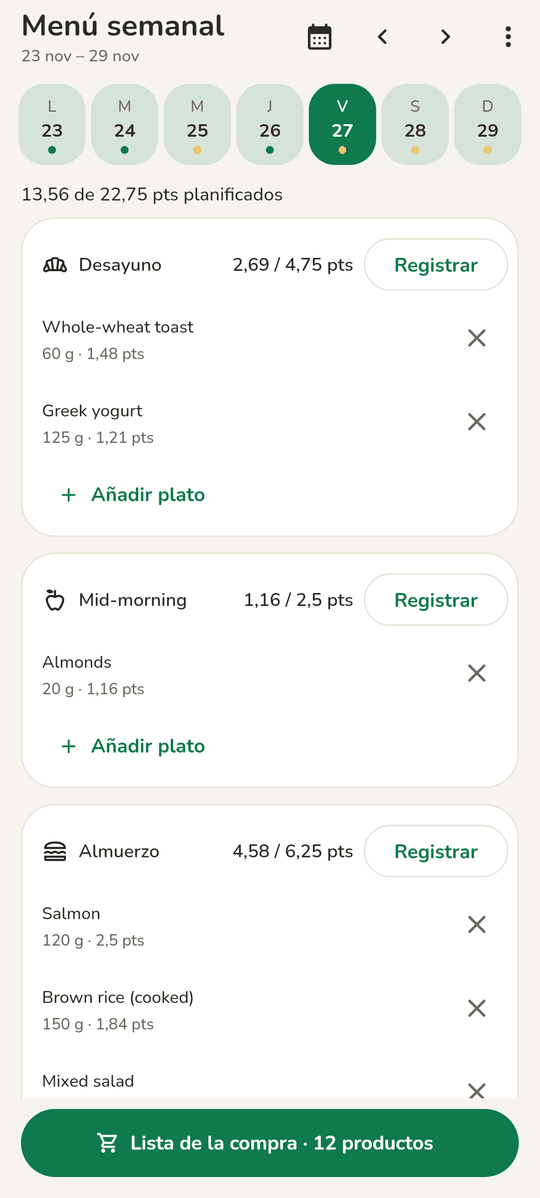 Menú semanal
23 nov – 29 nov
L M M J V S D
23 24 25 26 27 28 29
13,56 de 22,75 pts planificados
Desayuno 2,69 / 4,75 pts Registrar
Whole-wheat toast
60 g · 1,48 pts
Greek yogurt
125 g · 1,21 pts
+ Añadir plato
Mid-morning 1,16 / 2,5 pts Registrar
Almonds
20 g · 1,16 pts
+ Añadir plato
Almuerzo 4,58 / 6,25 pts Registrar
Salmon
120 g · 2,5 pts
Brown rice (cooked)
150 g · 1,84 pts
Mixed salad
Lista de la compra · 12 productos